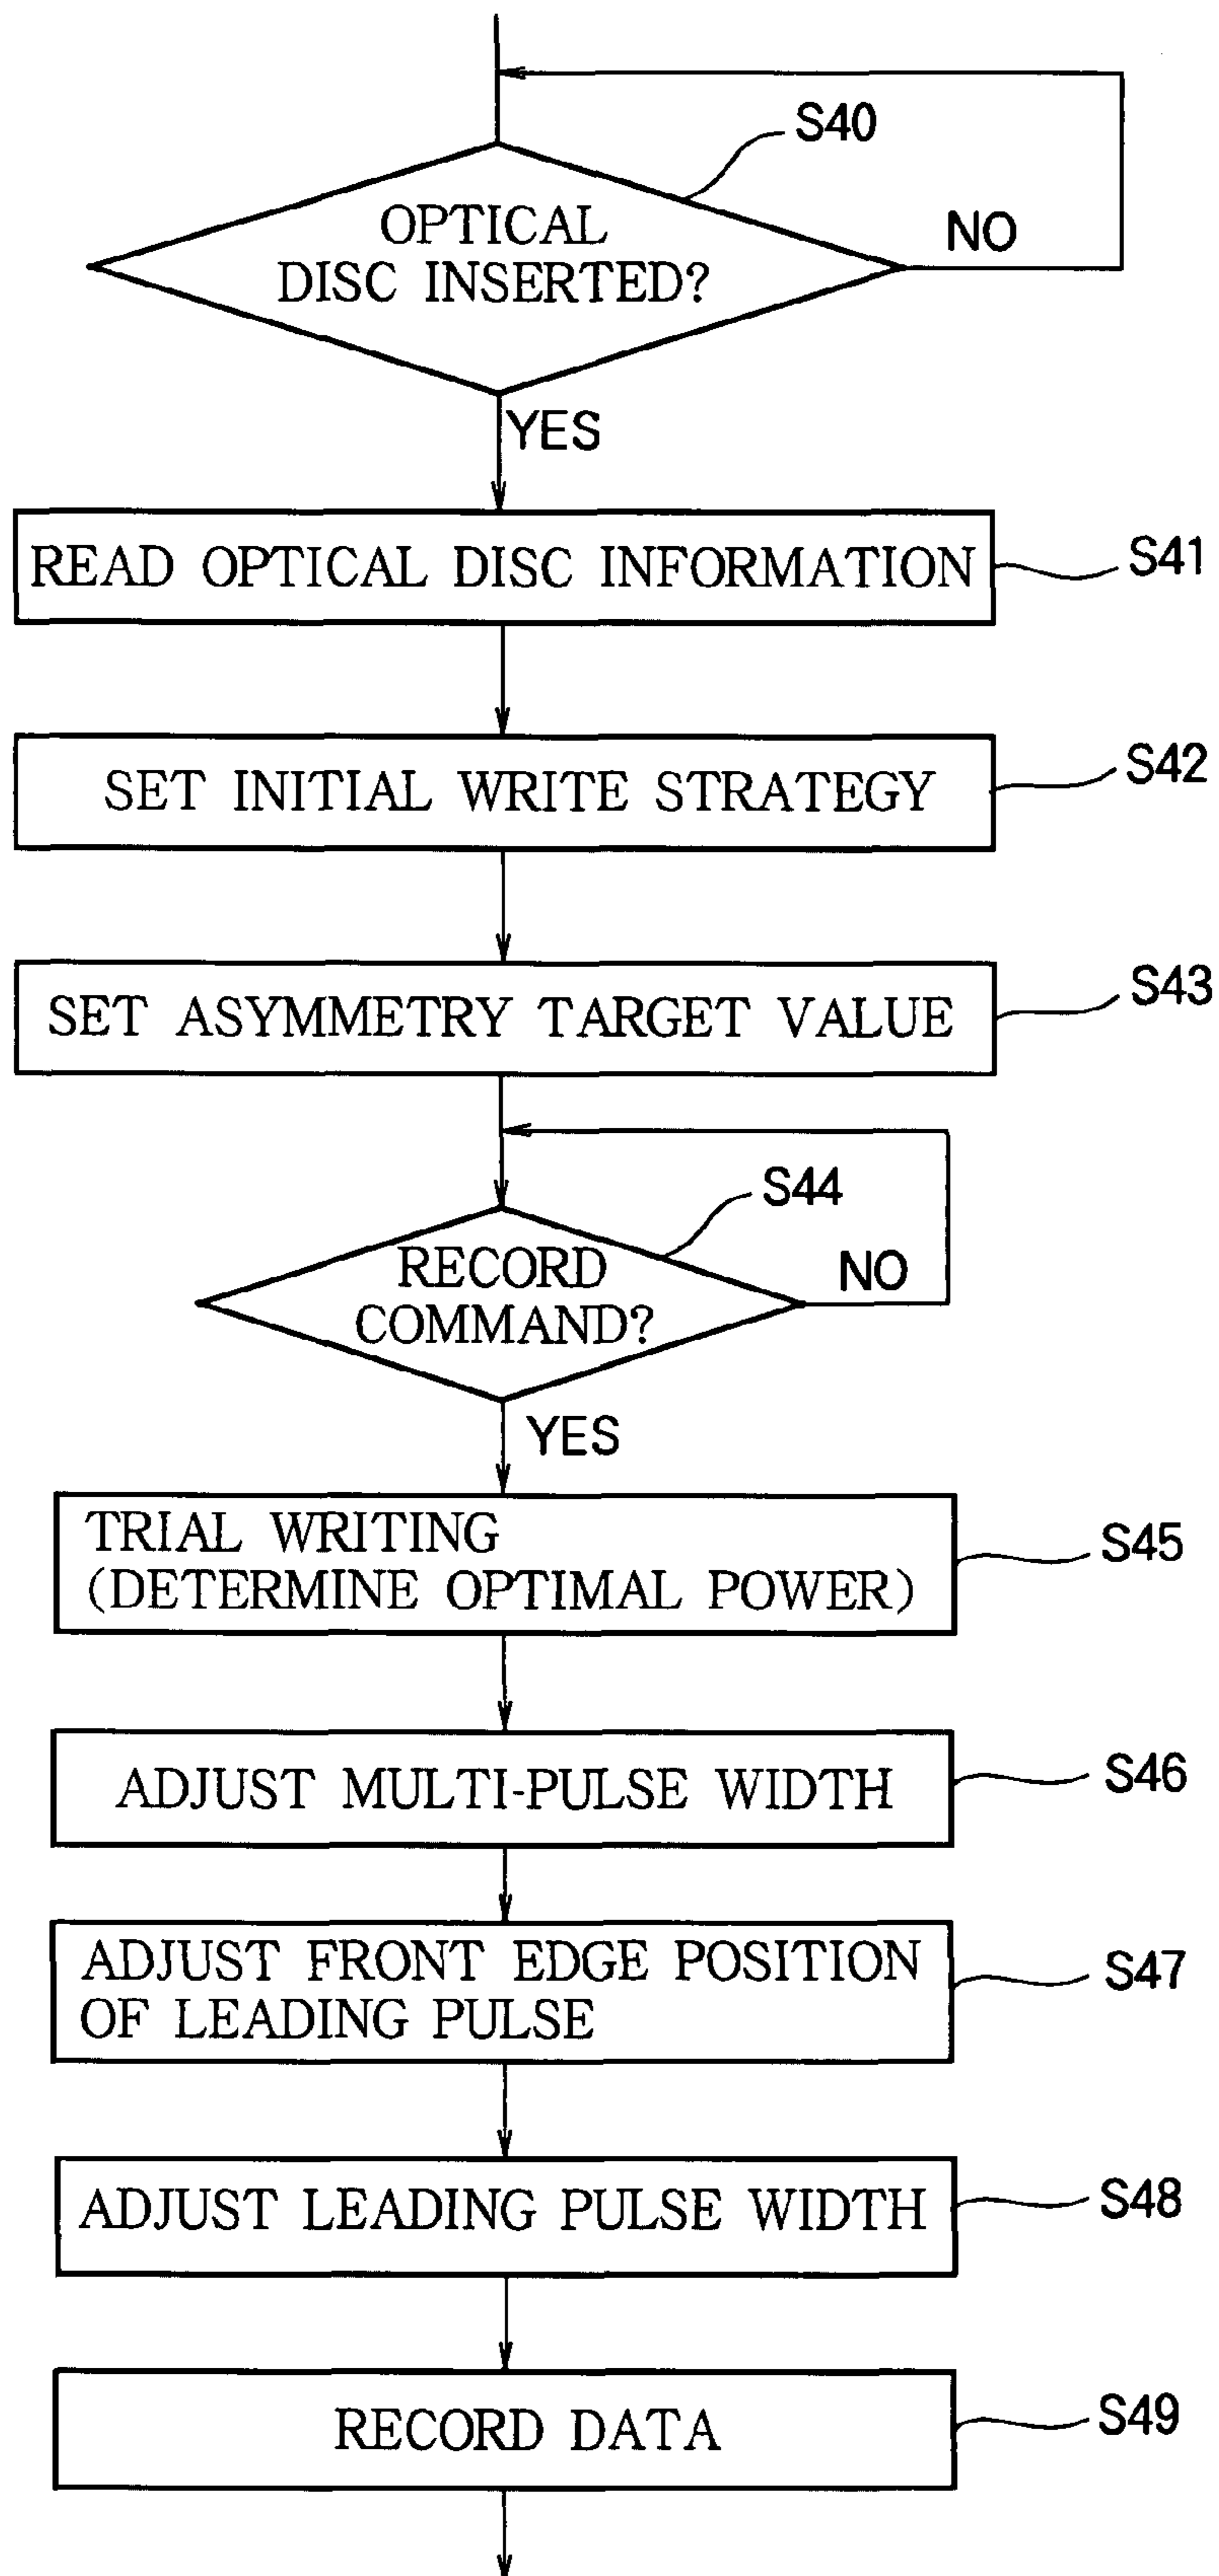 S40
OPTICAL
DISC INSERTED?
NO
YES
READ OPTICAL DISC INFORMATION
S41
SET INITIAL WRITE STRATEGY
S42
SET ASYMMETRY TARGET VALUE
S43
S44
RECORD
COMMAND?
NO
YES
TRIAL WRITING
(DETERMINE OPTIMAL POWER)
S45
ADJUST MULTI-PULSE WIDTH
S46
ADJUST FRONT EDGE POSITION
OF LEADING PULSE
S47
ADJUST LEADING PULSE WIDTH
S48
RECORD DATA
S49